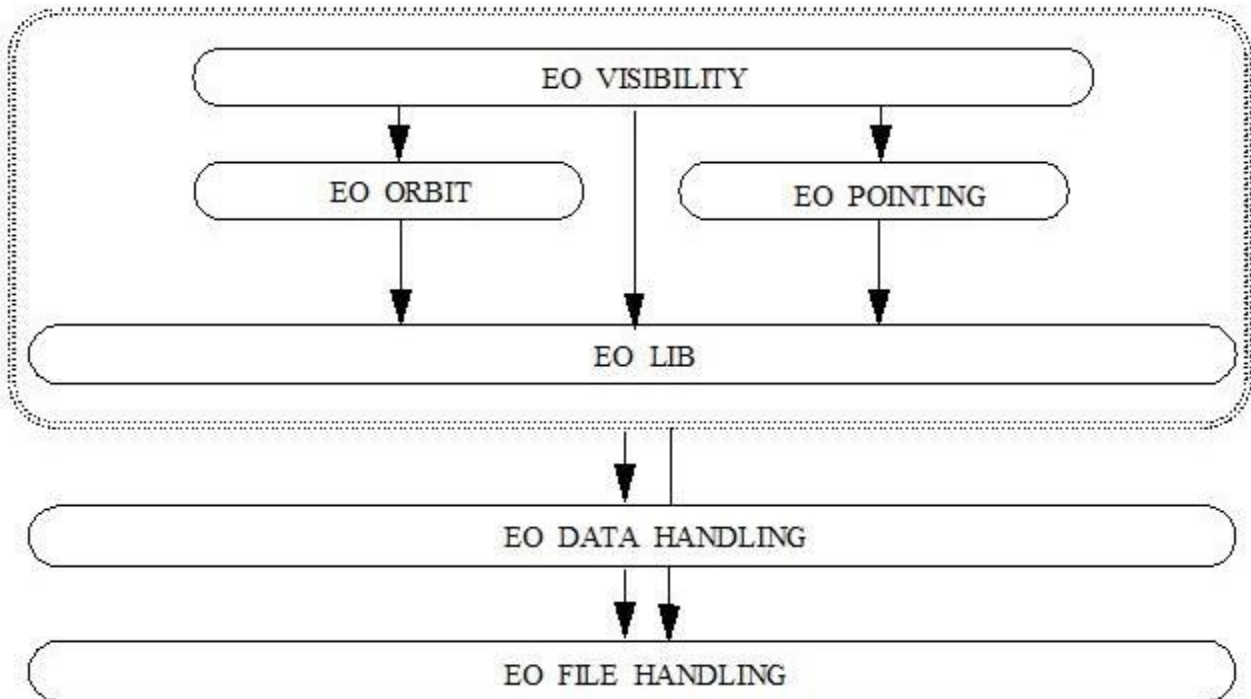 EO VISIBILITY
EO ORBIT
EO POINTING
EO LIB
EO DATA HANDLING
EO FILE HANDLING